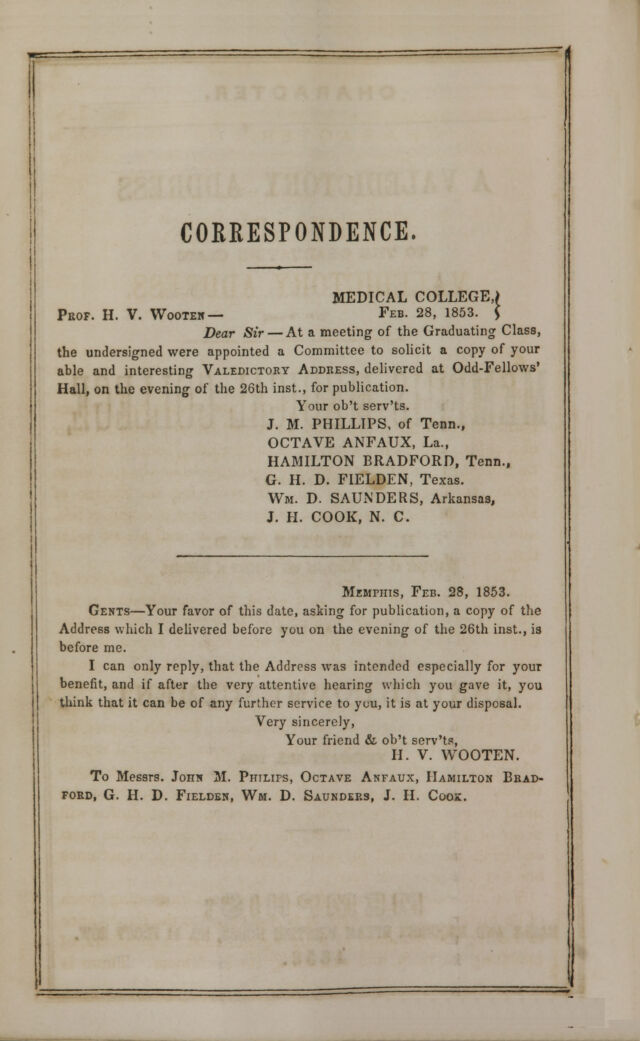 CORRESPONDENCE.
MEDICAL COLLEGE,}
PROF. H. V. WOOTEN— FEB. 28, 1853. }
Dear Sir — At a meeting of the Graduating Class,
the undersigned were appointed a Committee to solicit a copy of your
able and interesting VALEDICTORY ADDRESS, delivered at Odd-Fellows'
Hall, on the evening of the 26th inst., for publication.
Your ob't serv'ts.
J. M. PHILLIPS, of Tenn.,
OCTAVE ANFAUX, La.,
HAMILTON BRADFORD, Tenn.,
G. H. D. FIELDEN, Texas.
WM. D. SAUNDERS, Arkansas,
J. H. COOK, N. C.
MEMPHIS, FEB. 28, 1853.
GENTS—Your favor of this date, asking for publication, a copy of the
Address which I delivered before you on the evening of the 26th inst., is
before me.
I can only reply, that the Address was intended especially for your
benefit, and if after the very attentive hearing which you gave it, you
think that it can be of any further service to you, it is at your disposal.
Very sincerely,
Your friend & ob't serv'ts,
H. V. WOOTEN.
To Messrs. JOHN M. PHILIPS, OCTAVE ANFAUX, HAMILTON BRAD-
FORD, G. H. D. FIELDEN, WM. D. SAUNDERS, J. H. COOK.